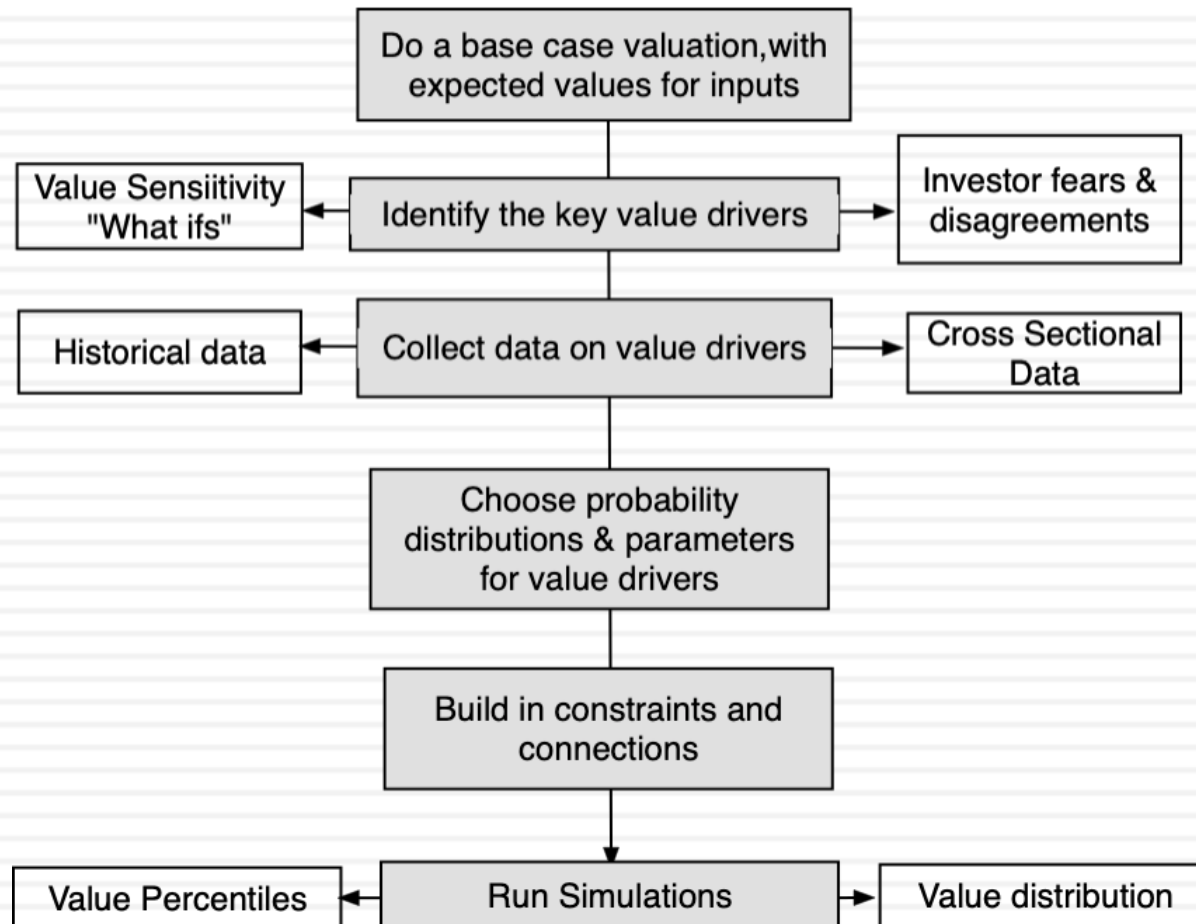 Do a base case valuation,with
expected values for inputs
Value Sensiitivity
"What ifs"
Identify the key value drivers
Investor fears &
disagreements
Historical data
Collect data on value drivers
Cross Sectional
Data
Choose probability
distributions & parameters
for value drivers
Build in constraints and
connections
Value Percentiles
Run Simulations
Value distribution